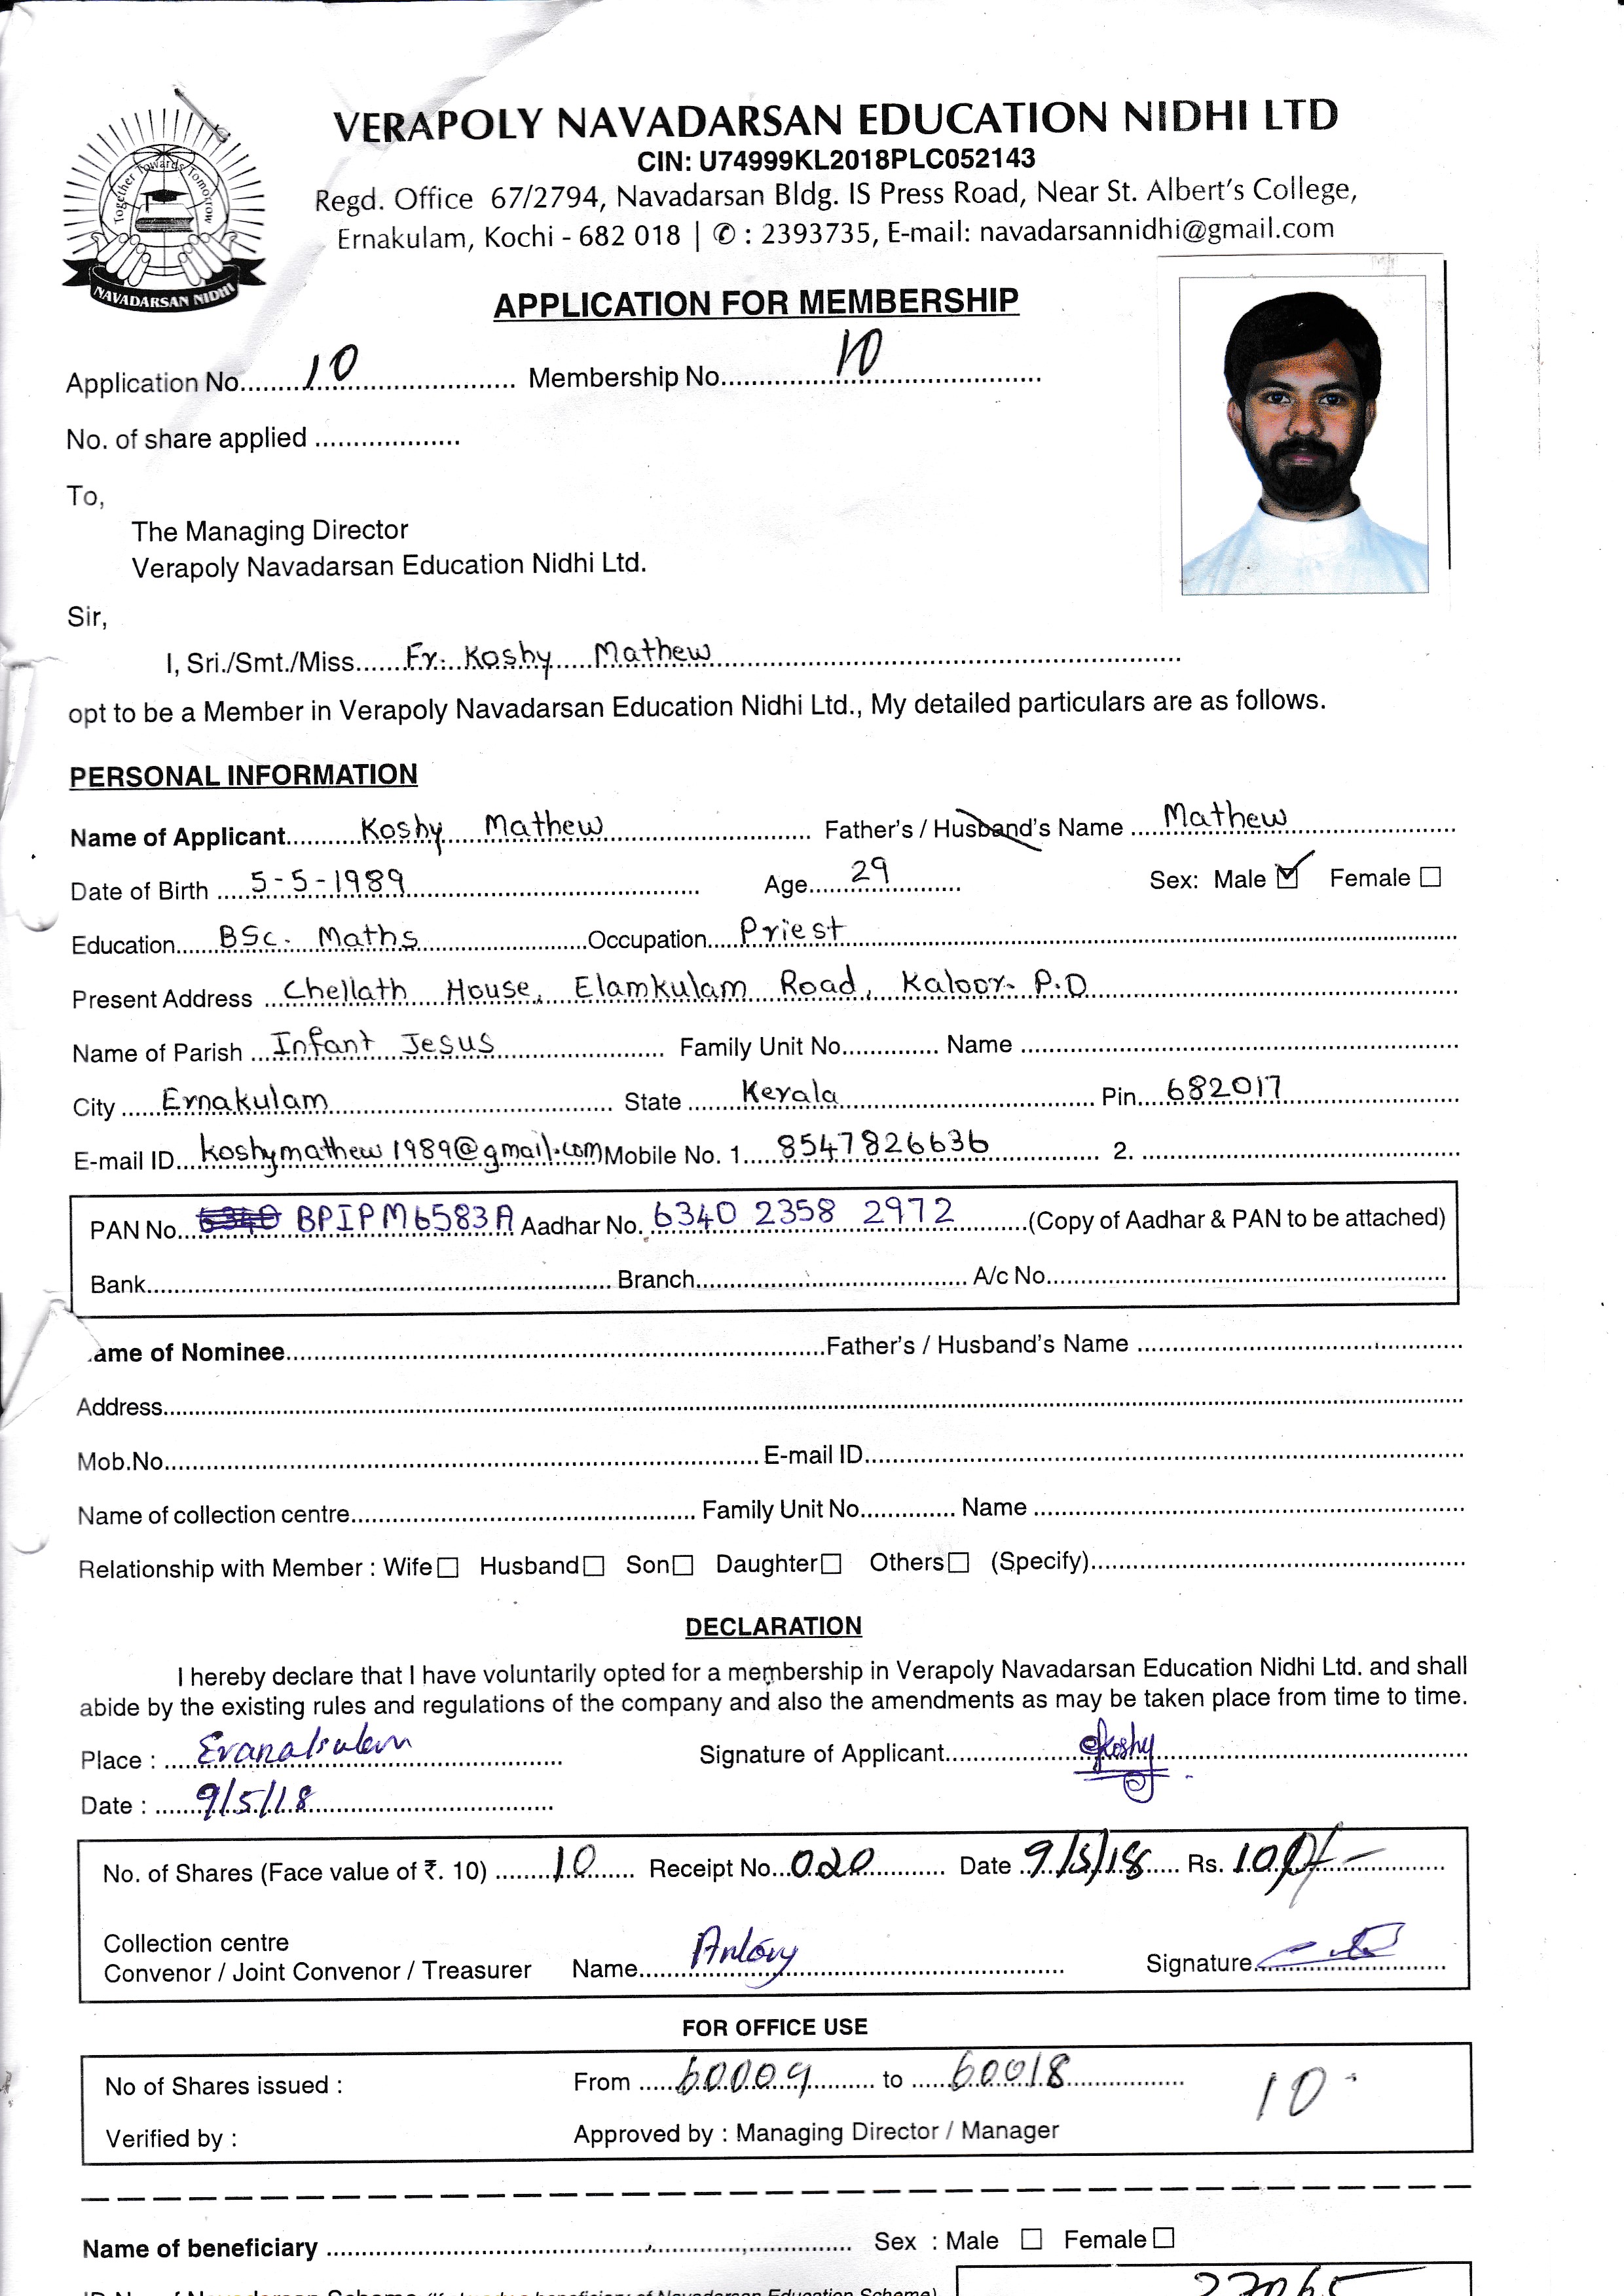 VERAPOLY NAVADARSAN EDUCATION NIDHI LTD
CIN: U74999KL2018PLC052143
Regd. Office 67/2794, Navadarsan Bldg. IS Press Road, Near St. Albert's College,
Ernakulam, Kochi - 682 018 | ✆ : 2393735, E-mail: navadarsannidhi@gmail.com
Together Towards Tomorrow
NAVADARSAN NIDHI
APPLICATION FOR MEMBERSHIP
Application No. 10 Membership No. 10
No. of share applied
To,
The Managing Director
Verapoly Navadarsan Education Nidhi Ltd.
Sir,
I, Sri./Smt./Miss. Fr. Koshy Mathew
opt to be a Member in Verapoly Navadarsan Education Nidhi Ltd., My detailed particulars are as follows.
PERSONAL INFORMATION
Name of Applicant Koshy Mathew Father's / Husband's Name Mathew
Date of Birth 5-5-1989 Age 29 Sex: Male ☑ Female ☐
Education BSc. Maths Occupation Priest
Present Address Chellath House, Elamkulam Road, Kaloor. P.O
Name of Parish Infant Jesus Family Unit No. Name
City Ernakulam State Kerala Pin 682017
E-mail ID. koshymathew1989@gmail.com Mobile No. 1. 8547826636 2.
PAN No. BPIPM6583A Aadhar No. 6340 2358 2972 (Copy of Aadhar & PAN to be attached)
Bank Branch A/c No.
ame of Nominee Father's / Husband's Name
Address
Mob.No. E-mail ID
Name of collection centre Family Unit No. Name
Relationship with Member : Wife ☐ Husband ☐ Son ☐ Daughter ☐ Others ☐ (Specify)
DECLARATION
I hereby declare that I have voluntarily opted for a membership in Verapoly Navadarsan Education Nidhi Ltd. and shall
abide by the existing rules and regulations of the company and also the amendments as may be taken place from time to time.
Place : Eranakulam Signature of Applicant Koshy
Date : 9/5/18
No. of Shares (Face value of ₹. 10) 10 Receipt No. 020 Date 9/5/18 Rs. 100/-
Collection centre
Convenor / Joint Convenor / Treasurer Name Antony Signature
FOR OFFICE USE
No of Shares issued : From 60009 to 60018 10
Verified by : Approved by : Managing Director / Manager
Name of beneficiary Sex : Male ☐ Female ☐